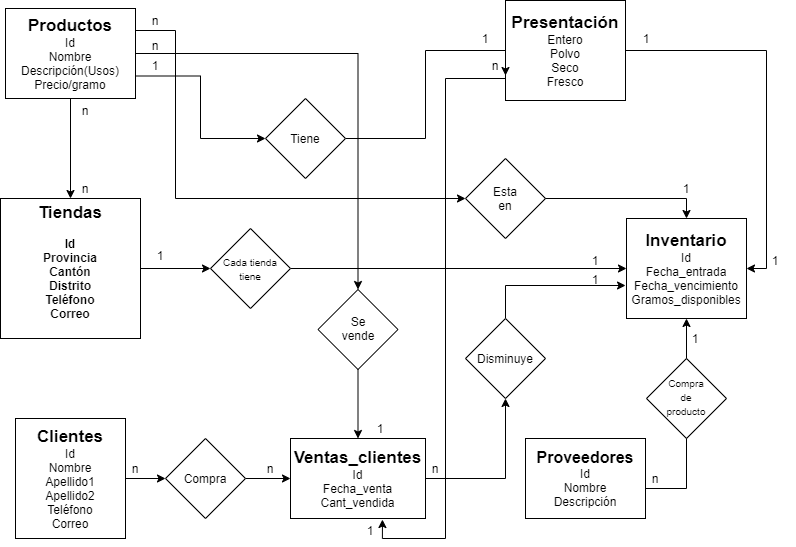 Productos
Id
Nombre
Descripción(Usos)
Precio/gramo
n
n
1
n
n
Presentación
Entero
Polvo
Seco
Fresco
1
n
1
Tiene
Esta
en
1
Tiendas
Id
Provincia
Cantón
Distrito
Teléfono
Correo
1
Cada tienda
tiene
1
1
Inventario
Id
Fecha_entrada
Fecha_vencimiento
Gramos_disponibles
1
1
Se
vende
Disminuye
Compra
de
producto
Clientes
Id
Nombre
Apellido1
Apellido2
Teléfono
Correo
n
Compra
n
1
Ventas_clientes
Id
Fecha_venta
Cant_vendida
n
1
Proveedores
Id
Nombre
Descripción
n